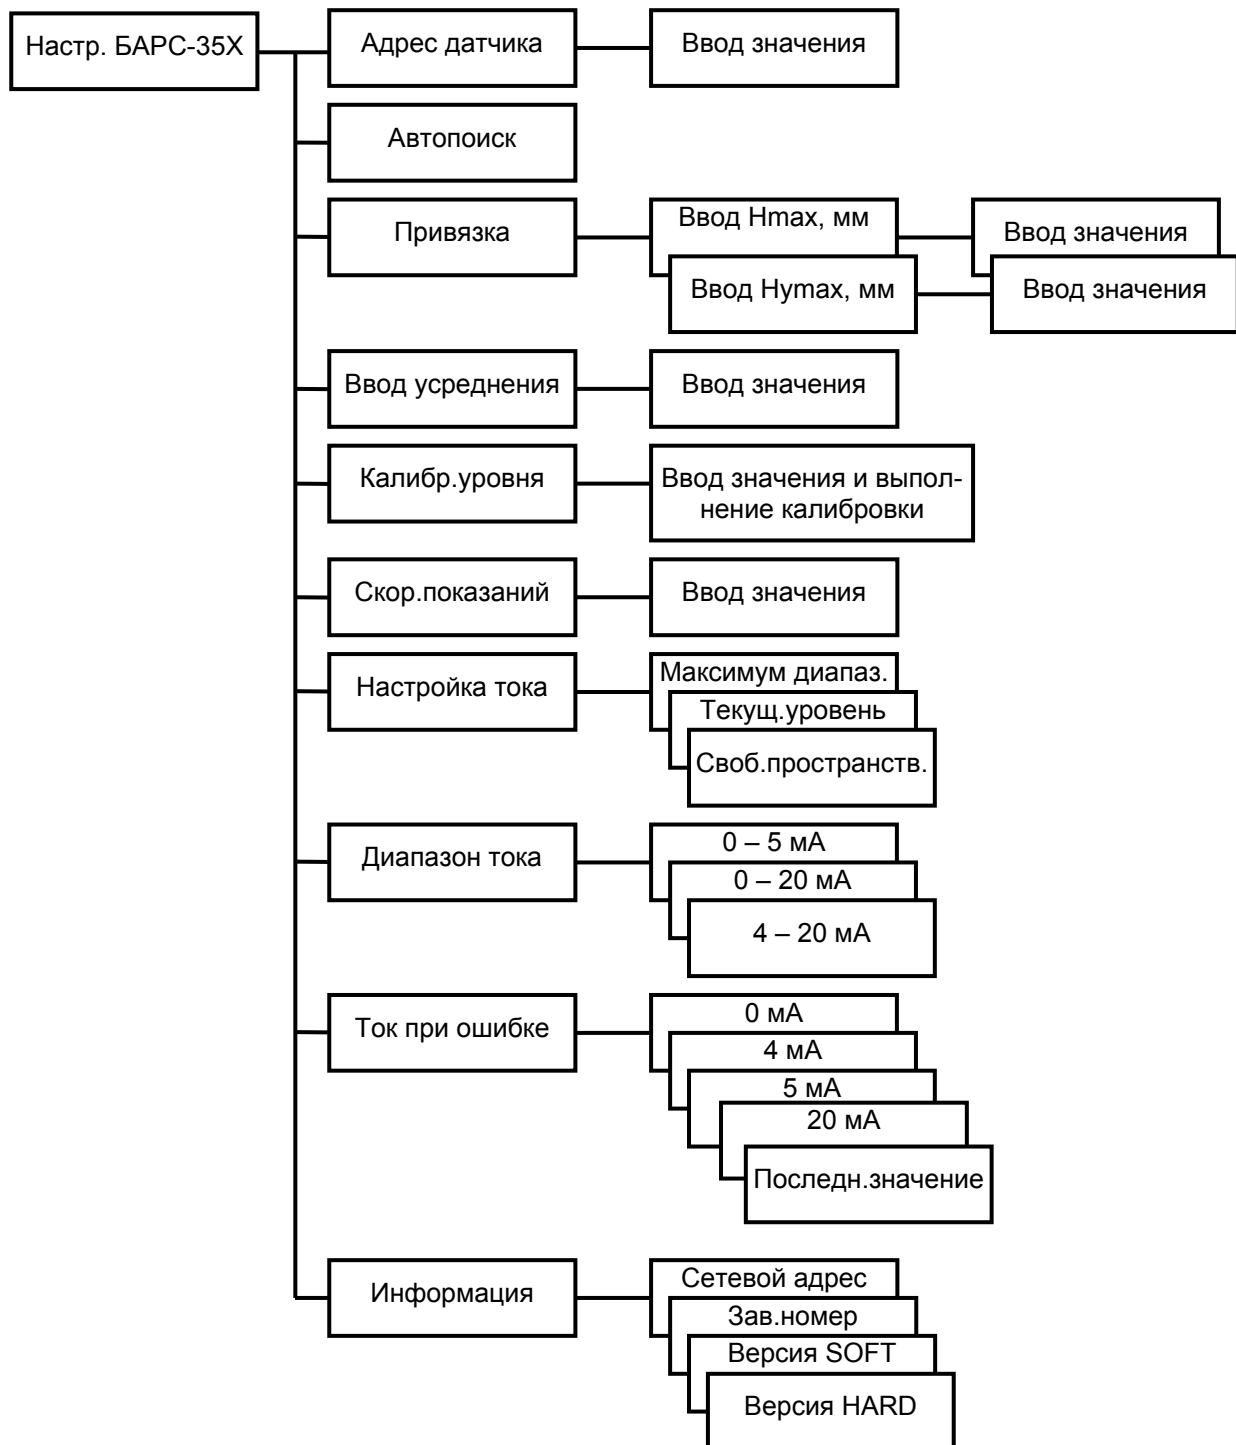 Настр. БАРС-35X
Адрес датчика
Ввод значения
Автопоиск
Привязка
Ввод Hmax, мм
Ввод значения
Ввод Hymax, мм
Ввод значения
Ввод усреднения
Ввод значения
Калибр.уровня
Ввод значения и выпол-
нение калибровки
Скор.показаний
Ввод значения
Настройка тока
Максимум диапаз.
Текущ.уровень
Своб.пространств.
Диапазон тока
0 – 5 мА
0 – 20 мА
4 – 20 мА
Ток при ошибке
0 мА
4 мА
5 мА
20 мА
Последн.значение
Информация
Сетевой адрес
Зав.номер
Версия SOFT
Версия HARD